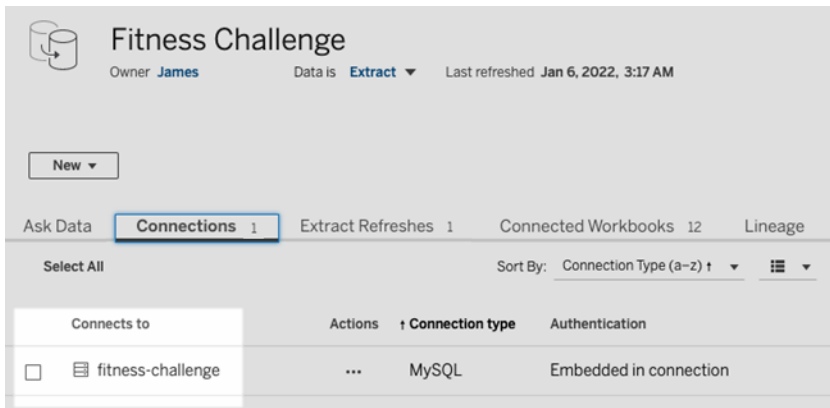 Fitness Challenge
Owner James Data is Extract Last refreshed Jan 6, 2022, 3:17 AM
New
Ask Data Connections 1 Extract Refreshes 1 Connected Workbooks 12 Lineage
Select All Sort By: Connection Type (a–z) ↑
Connects to Actions ↑ Connection type Authentication
fitness-challenge ... MySQL Embedded in connection